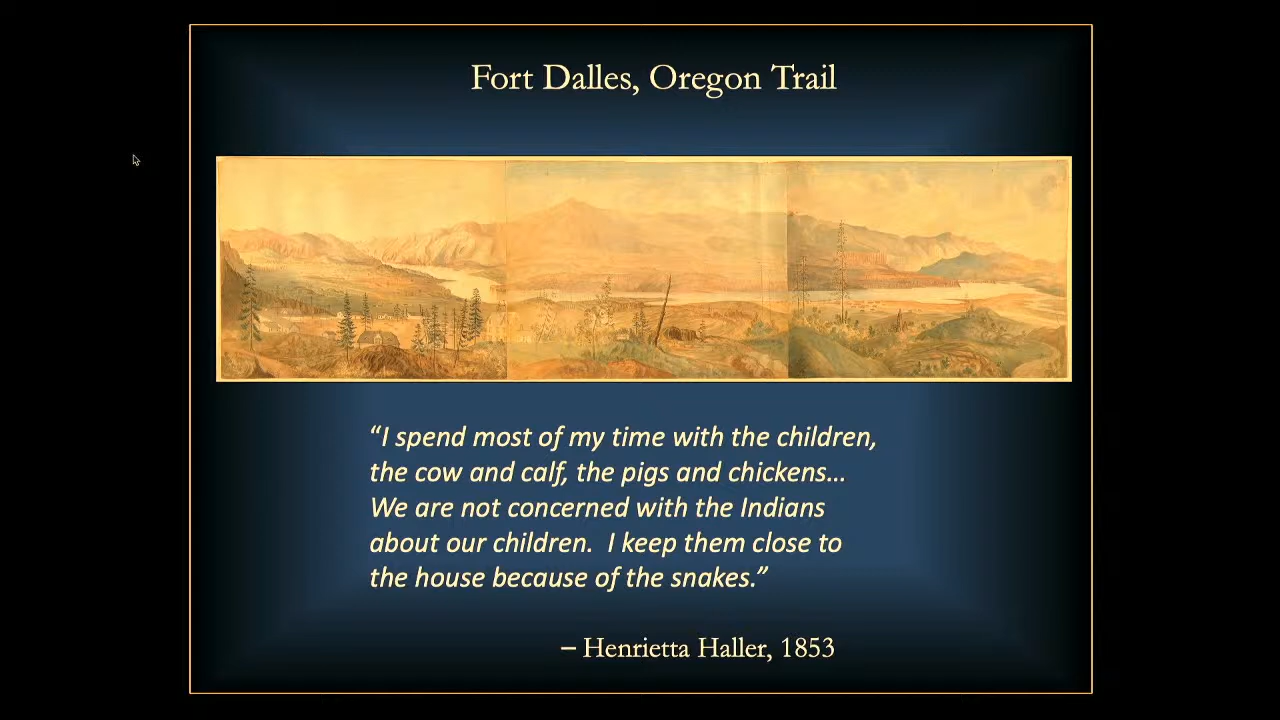 Fort Dalles, Oregon Trail
“I spend most of my time with the children,
the cow and calf, the pigs and chickens...
We are not concerned with the Indians
about our children.  I keep them close to
the house because of the snakes.”
– Henrietta Haller, 1853